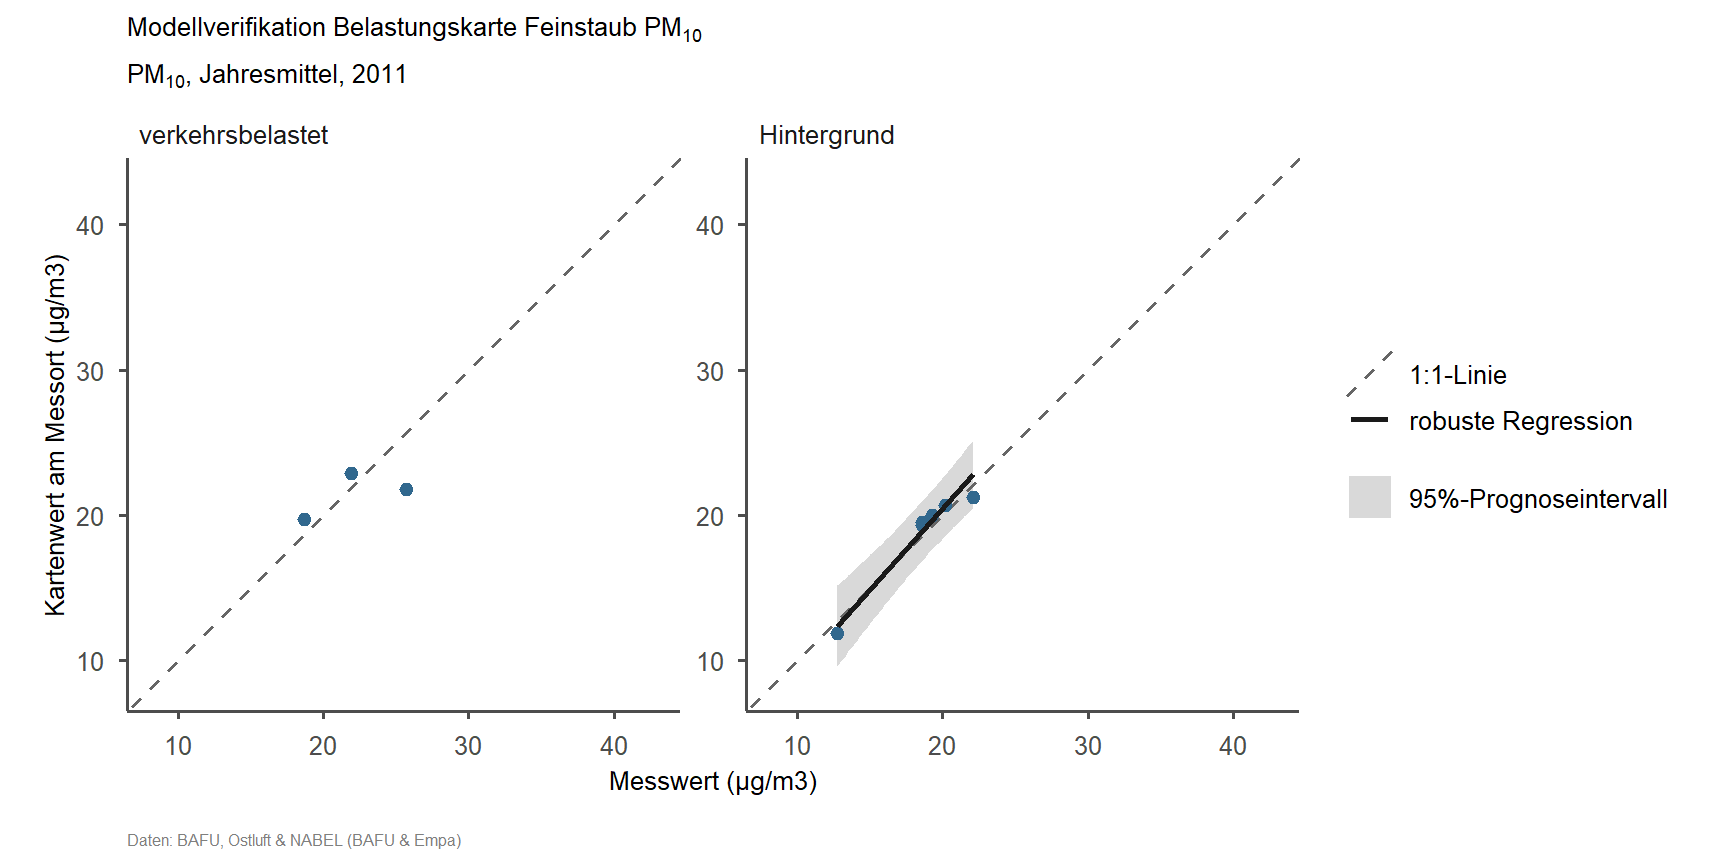 Modellverifikation Belastungskarte Feinstaub PM₁₀
PM₁₀, Jahresmittel, 2011
verkehrsbelastet
Hintergrund
Kartenwert am Messort (µg/m3)
40
30
20
10
10 20 30 40
40
30
20
10
10 20 30 40
Messwert (µg/m3)
1:1-Linie
robuste Regression
95%-Prognoseintervall
Daten: BAFU, Ostluft & NABEL (BAFU & Empa)